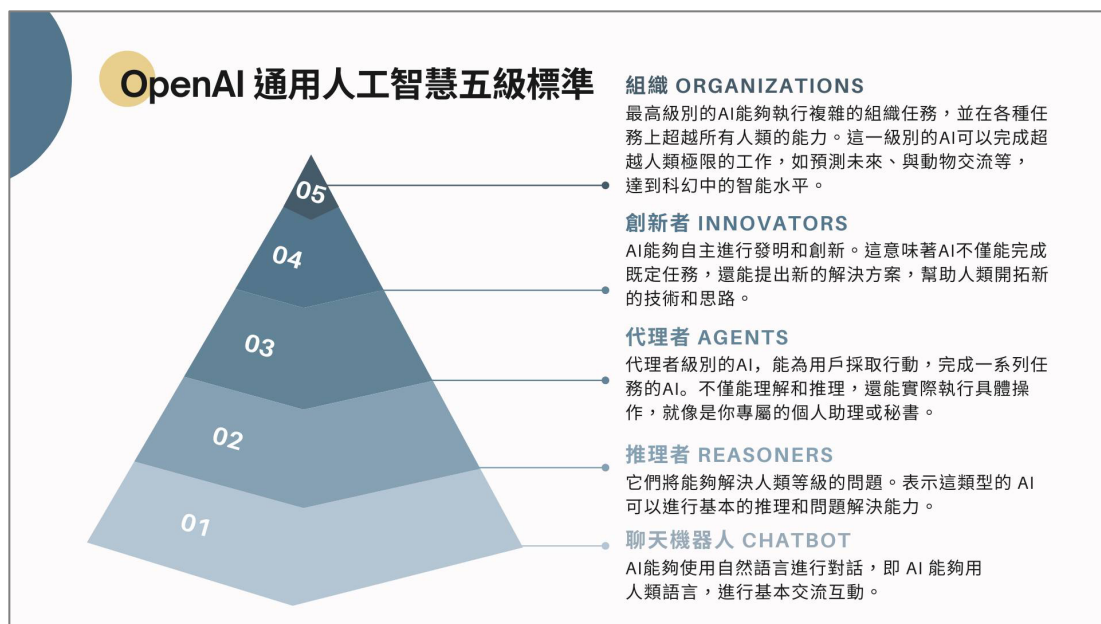 OpenAI 通用人工智慧五級標準
組織 ORGANIZATIONS
最高級別的AI能夠執行複雜的組織任務，並在各種任
務上超越所有人類的能力。這一級別的AI可以完成超
越人類極限的工作，如預測未來、與動物交流等，
達到科幻中的智能水平。
05
創新者 INNOVATORS
AI能夠自主進行發明和創新。這意味著AI不僅能完成
既定任務，還能提出新的解決方案，幫助人類開拓新
的技術和思路。
04
代理者 AGENTS
代理者級別的AI，能為用戶採取行動，完成一系列任
務的AI。不僅能理解和推理，還能實際執行具體操
作，就像是你專屬的個人助理或秘書。
03
推理者 REASONERS
它們將能夠解決人類等級的問題。表示這類型的 AI
可以進行基本的推理和問題解決能力。
02
聊天機器人 CHATBOT
AI能夠使用自然語言進行對話，即 AI 能夠用
人類語言，進行基本交流互動。
01